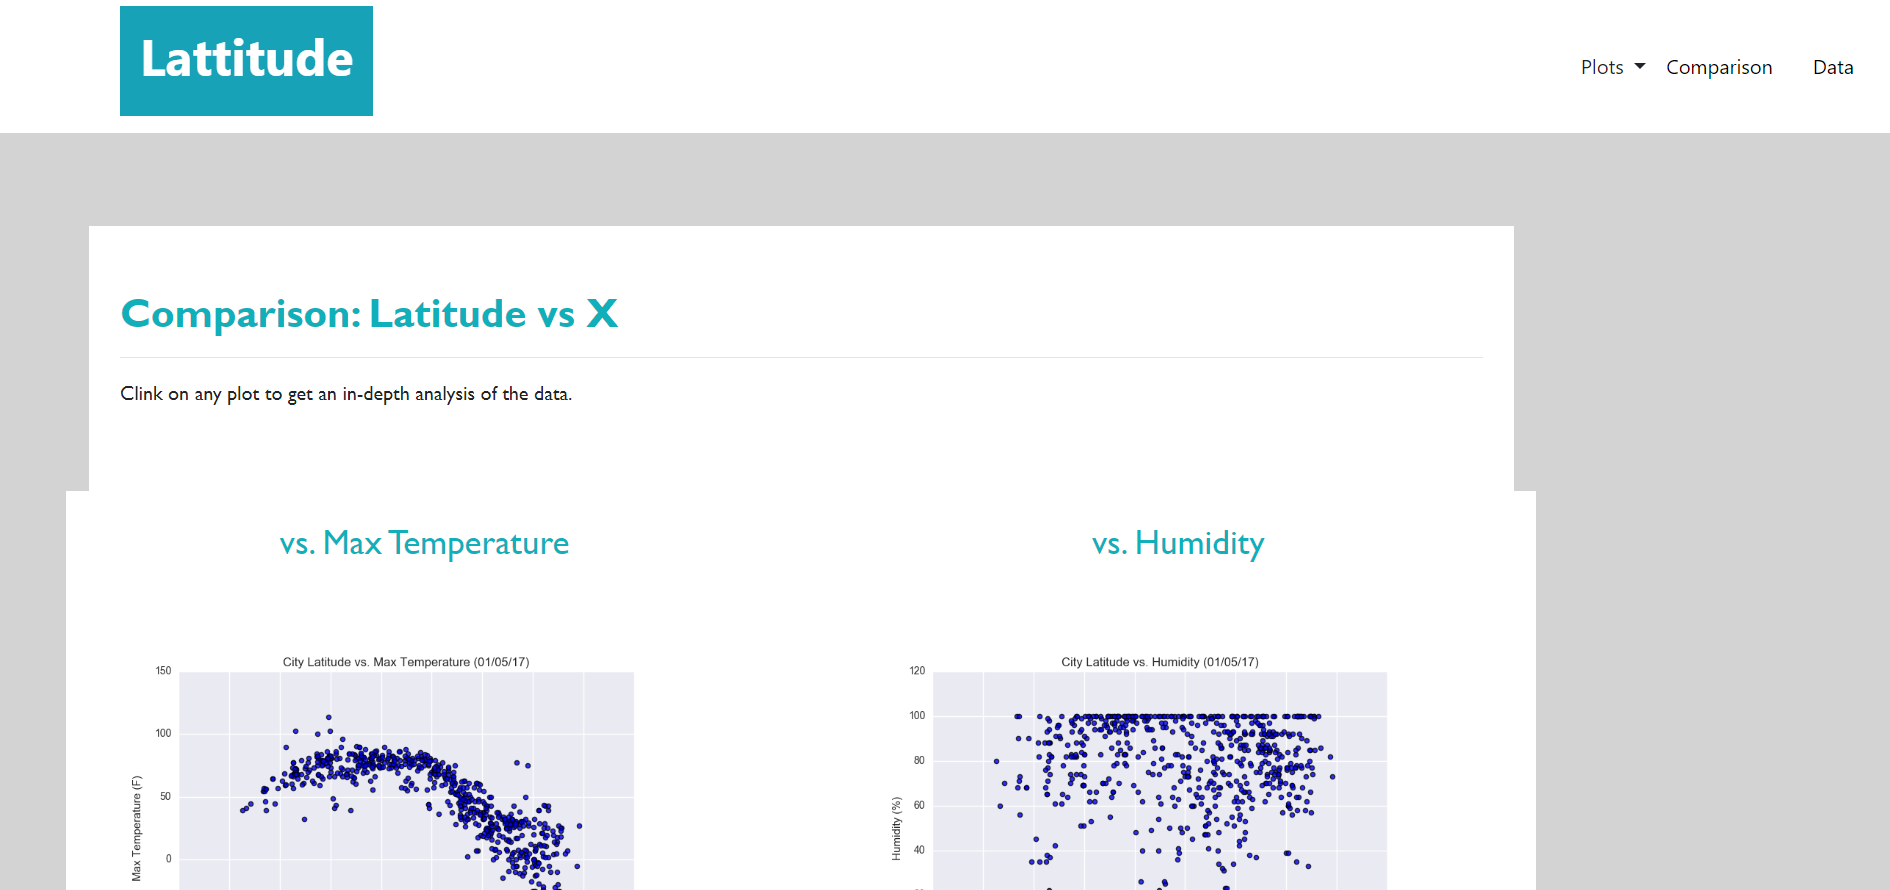 Lattitude
Plots Comparison Data
Comparison: Latitude vs X
Clink on any plot to get an in-depth analysis of the data.
vs. Max Temperature
vs. Humidity
City Latitude vs. Max Temperature (01/05/17)
150
100
50
0
Max Temperature (F)
City Latitude vs. Humidity (01/05/17)
120
100
80
60
40
Humidity (%)